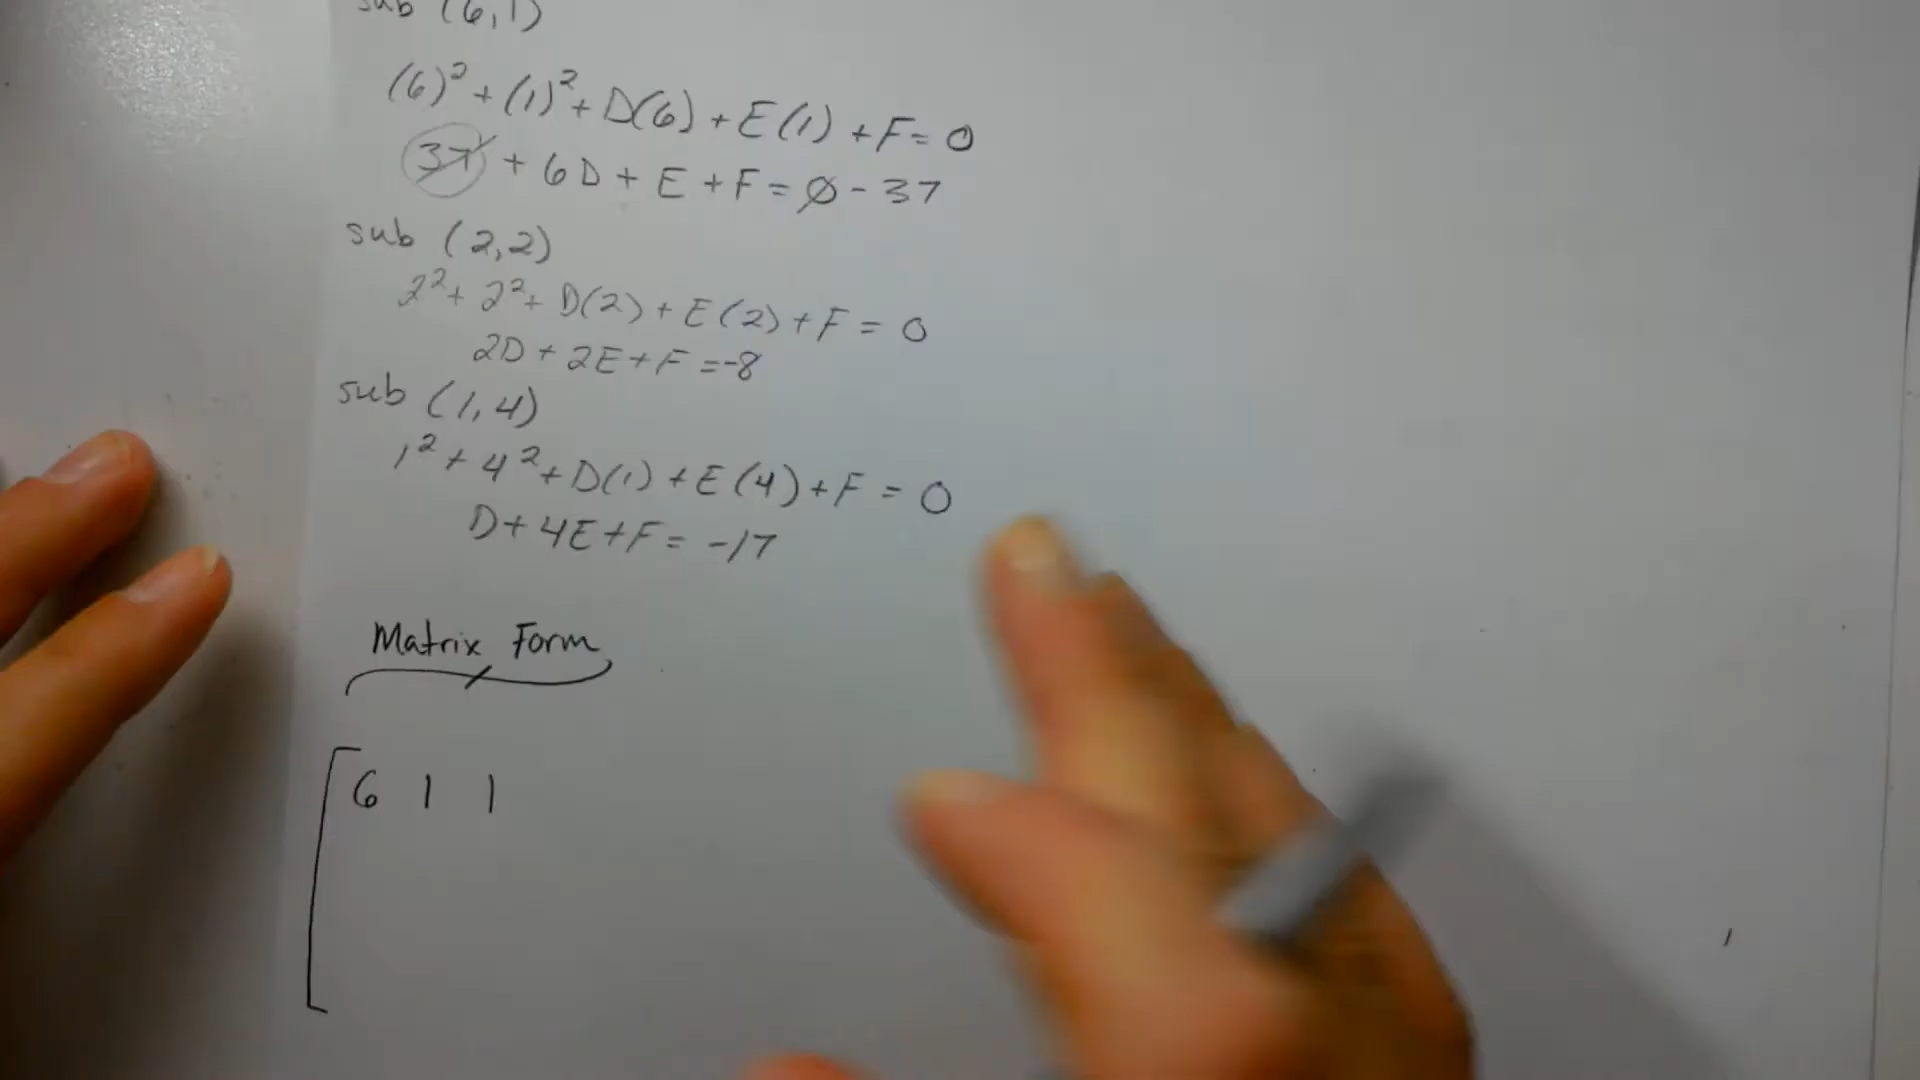 sub (6,1)
(6)² + (1)² + D(6) + E(1) + F = 0
37 + 6D + E + F = 0 - 37
sub (2,2)
2² + 2² + D(2) + E(2) + F = 0
2D + 2E + F = -8
sub (1,4)
1² + 4² + D(1) + E(4) + F = 0
D + 4E + F = -17
Matrix Form
[6 1 1